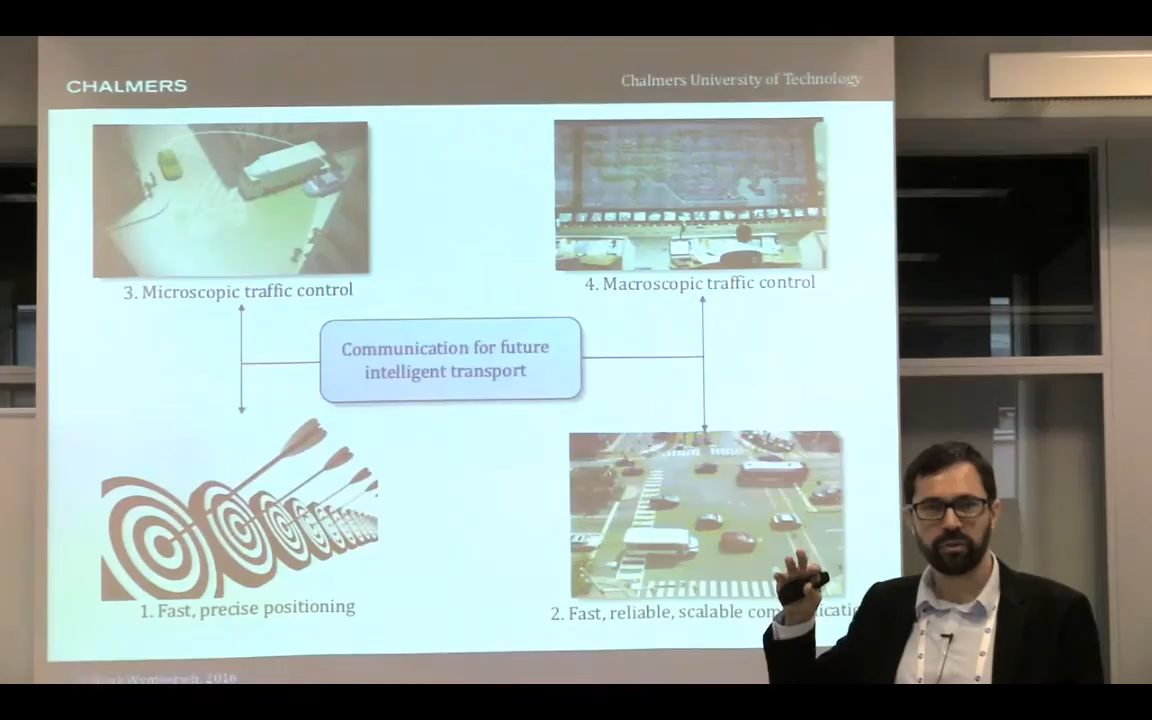 CHALMERS
Chalmers University of Technology
3. Microscopic traffic control
4. Macroscopic traffic control
Communication for future
intelligent transport
1. Fast, precise positioning
2. Fast, reliable, scalable
2016